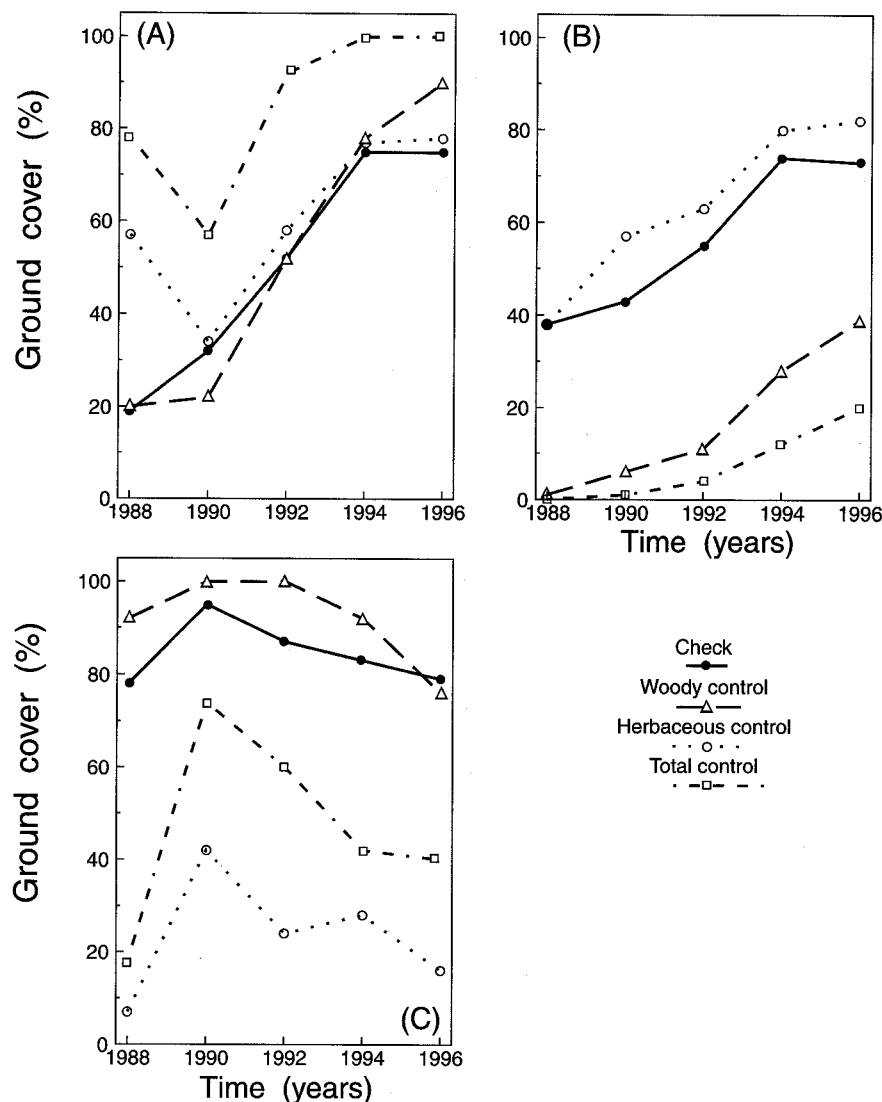 (A)
Ground cover (%)
100
80
60
40
20
0
1988 1990 1992 1994 1996
(B)
100
80
60
40
20
0
1988 1990 1992 1994 1996
Time (years)
(C)
Ground cover (%)
100
80
60
40
20
0
1988 1990 1992 1994 1996
Time (years)
Check
Woody control
Herbaceous control
Total control